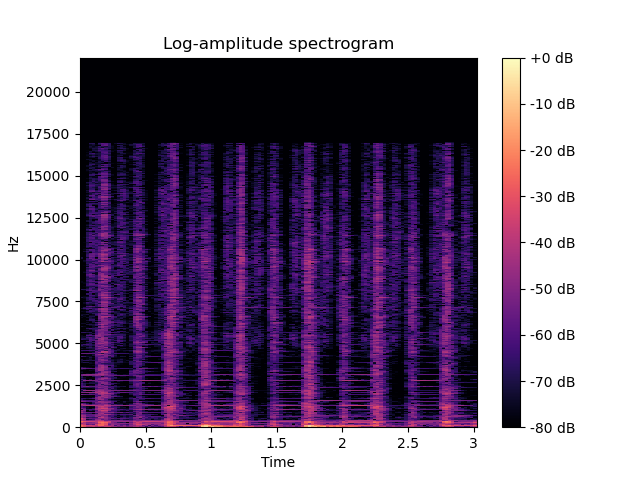 Log-amplitude spectrogram
Hz
20000
17500
15000
12500
10000
7500
5000
2500
0
0 0.5 1 1.5 2 2.5 3
Time
+0 dB
-10 dB
-20 dB
-30 dB
-40 dB
-50 dB
-60 dB
-70 dB
-80 dB